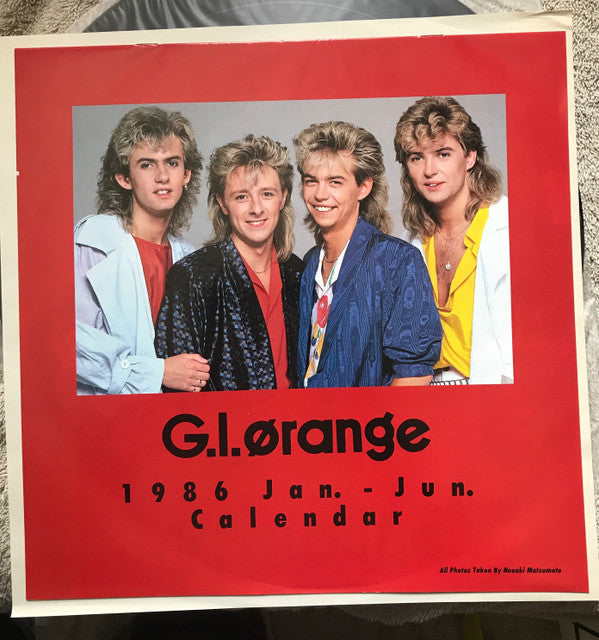 G.I.ørange
1986 Jan. - Jun.
Calendar
All Photos Taken By Naoaki Matsumoto